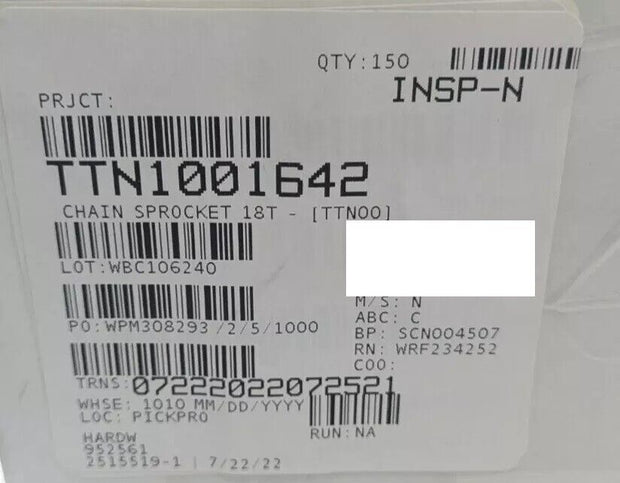 QTY:150
INSP-N
PRJCT:
TTN1001642
CHAIN SPROCKET 18T - [TTN00]
LOT:WBC106240
M/S: N
PO:WPM308293 /2/5/1000
ABC: C
BP: SCN004507
RN: WRF234252
COO:
TRNS:07222022072521
WHSE: 1010 MM/DD/YYYY
LOC: PICKPRO
RUN: NA
HARDW
952561
2515519-1 | 7/22/22